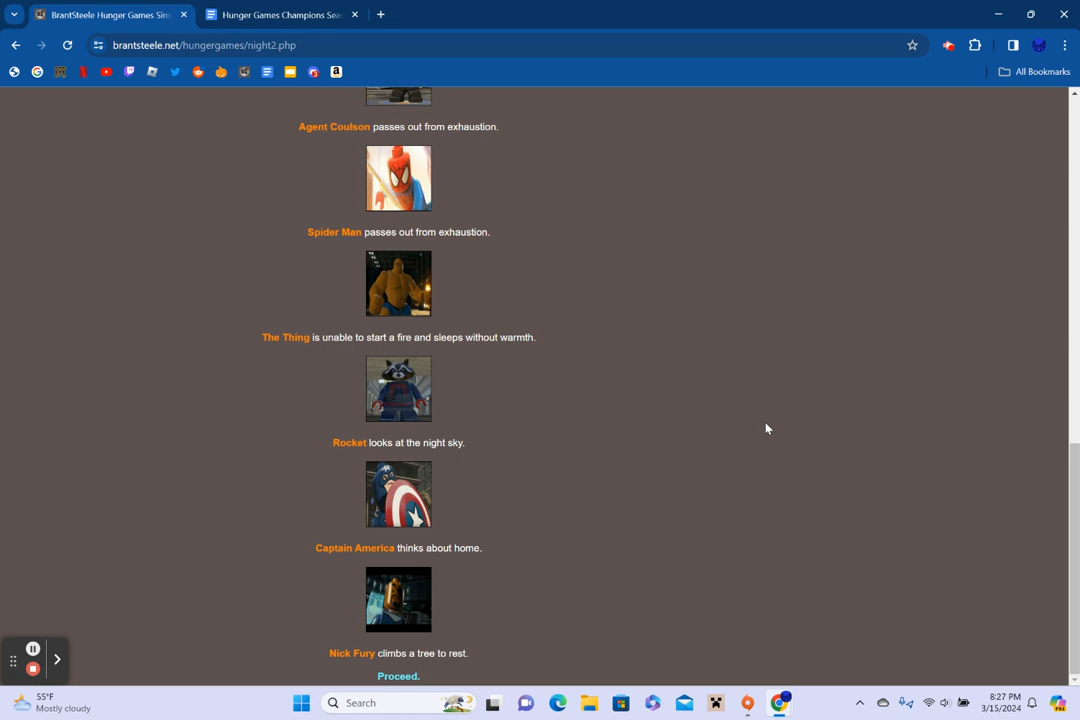 BrantSteele Hunger Games Sim
Hunger Games Champions Sea
brantsteele.net/hungergames/night2.php
All Bookmarks
Agent Coulson passes out from exhaustion.
Spider Man passes out from exhaustion.
The Thing is unable to start a fire and sleeps without warmth.
Rocket looks at the night sky.
Captain America thinks about home.
Nick Fury climbs a tree to rest.
Proceed.
55°F
Mostly cloudy
Search
8:27 PM
3/15/2024